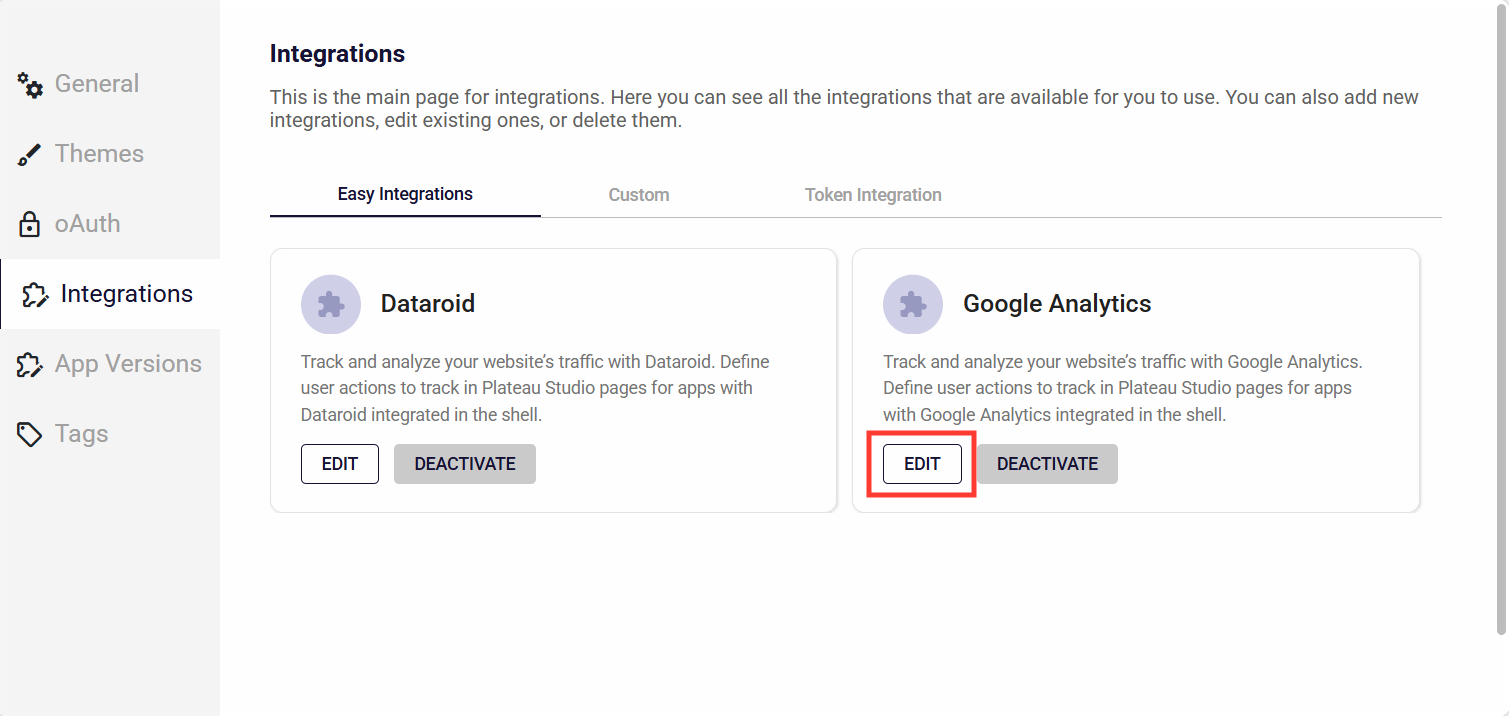 General
Themes
oAuth
Integrations
App Versions
Tags
Integrations
This is the main page for integrations. Here you can see all the integrations that are available for you to use. You can also add new
integrations, edit existing ones, or delete them.
Easy Integrations
Custom
Token Integration
Dataroid
Track and analyze your website’s traffic with Dataroid. Define
user actions to track in Plateau Studio pages for apps with
Dataroid integrated in the shell.
EDIT
DEACTIVATE
Google Analytics
Track and analyze your website’s traffic with Google Analytics.
Define user actions to track in Plateau Studio pages for apps
with Google Analytics integrated in the shell.
EDIT
DEACTIVATE